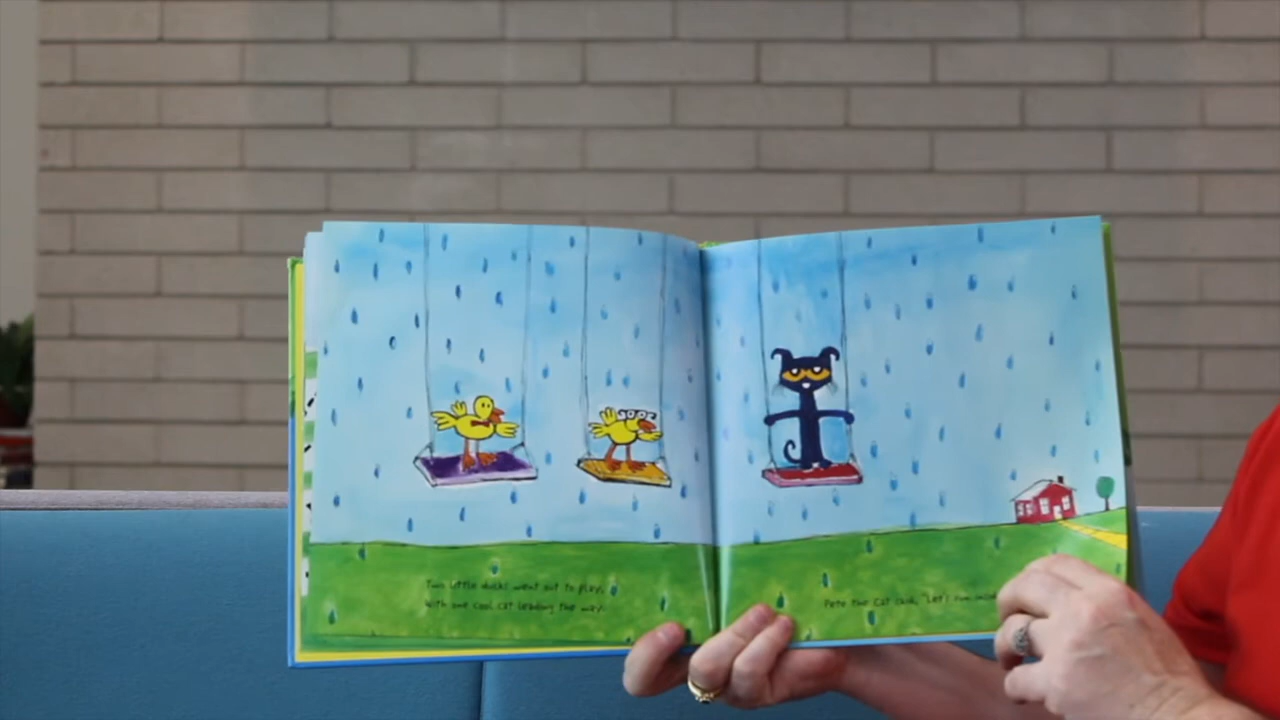 Two little ducks went out to play,
With one cool cat leading the way.
Pete the Cat said, "Let's run